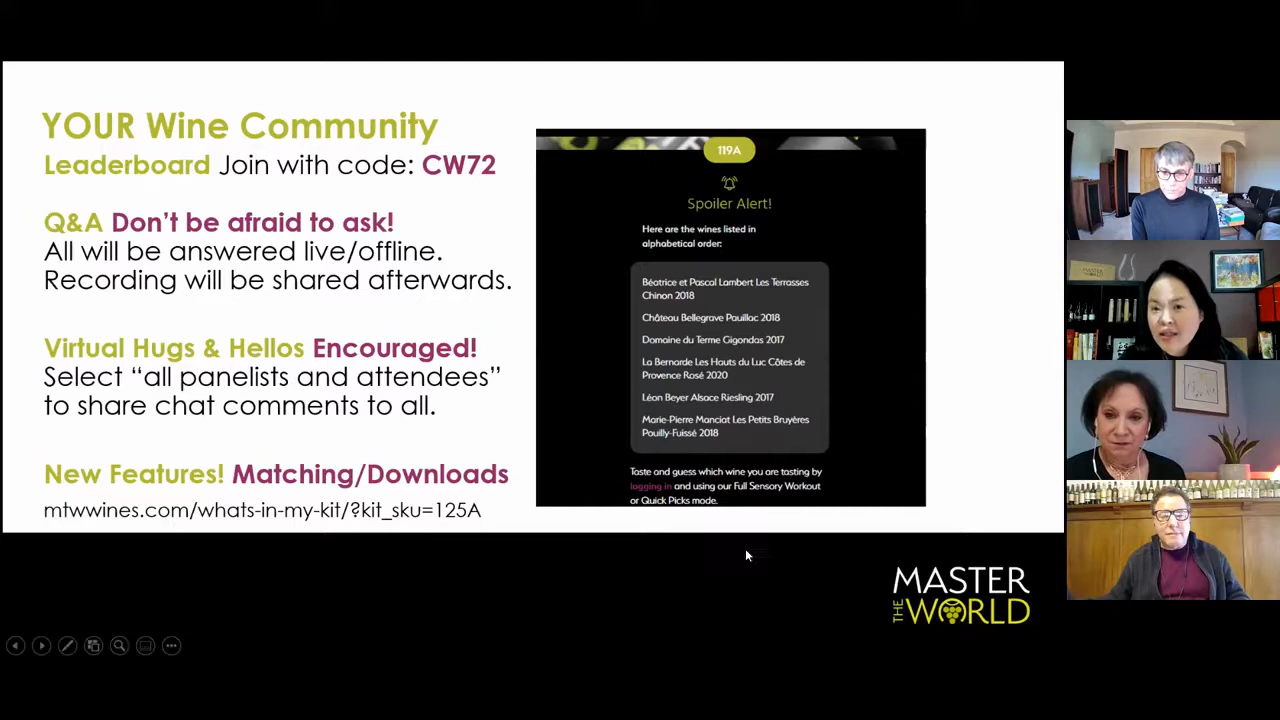 YOUR Wine Community
Leaderboard Join with code: CW72
Q&A Don't be afraid to ask!
All will be answered live/offline.
Recording will be shared afterwards.
Virtual Hugs & Hellos Encouraged!
Select “all panelists and attendees”
to share chat comments to all.
New Features! Matching/Downloads
mtwwines.com/whats-in-my-kit/?kit_sku=125A
119A
Spoiler Alert!
Here are the wines listed in
alphabetical order:
Béatrice et Pascal Lambert Les Terrasses
Chinon 2018
Château Bellegrave Pauillac 2018
Domaine du Terme Gigondas 2017
La Bernarde Les Hauts du Luc Côtes de
Provence Rosé 2020
Léon Beyer Alsace Riesling 2017
Marie-Pierre Manciat Les Petits Bruyères
Pouilly-Fuissé 2018
Taste and guess which wine you are tasting by
logging in and using our Full Sensory Workout
or Quick Picks mode.
MASTER
THE WORLD